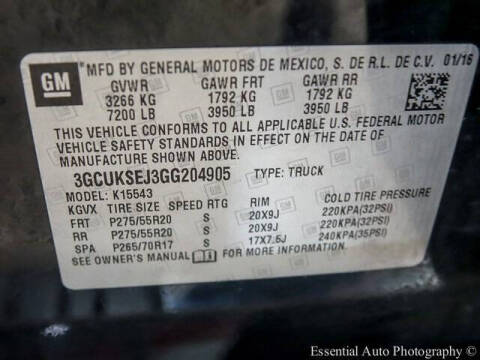 GM
*MFD BY GENERAL MOTORS DE MEXICO, S. DE R.L. DE C.V. 01/16
GVWR GAWR FRT GAWR RR
3266 KG 1792 KG 1792 KG
7200 LB 3950 LB 3950 LB
THIS VEHICLE CONFORMS TO ALL APPLICABLE U.S. FEDERAL MOTOR
VEHICLE SAFETY STANDARDS IN EFFECT ON THE DATE OF
MANUFACTURE SHOWN ABOVE.
3GCUKSEJ3GG204905 TYPE: TRUCK
MODEL: K15543
KGVX TIRE SIZE SPEED RTG RIM COLD TIRE PRESSURE
FRT P275/55R20 S 20X9J 220KPA(32PSI)
RR P275/55R20 S 20X9J 220KPA(32PSI)
SPA P265/70R17 S 17X7.5J 240KPA(35PSI)
SEE OWNER'S MANUAL FOR MORE INFORMATION.
Essential Auto Photography - Chicago